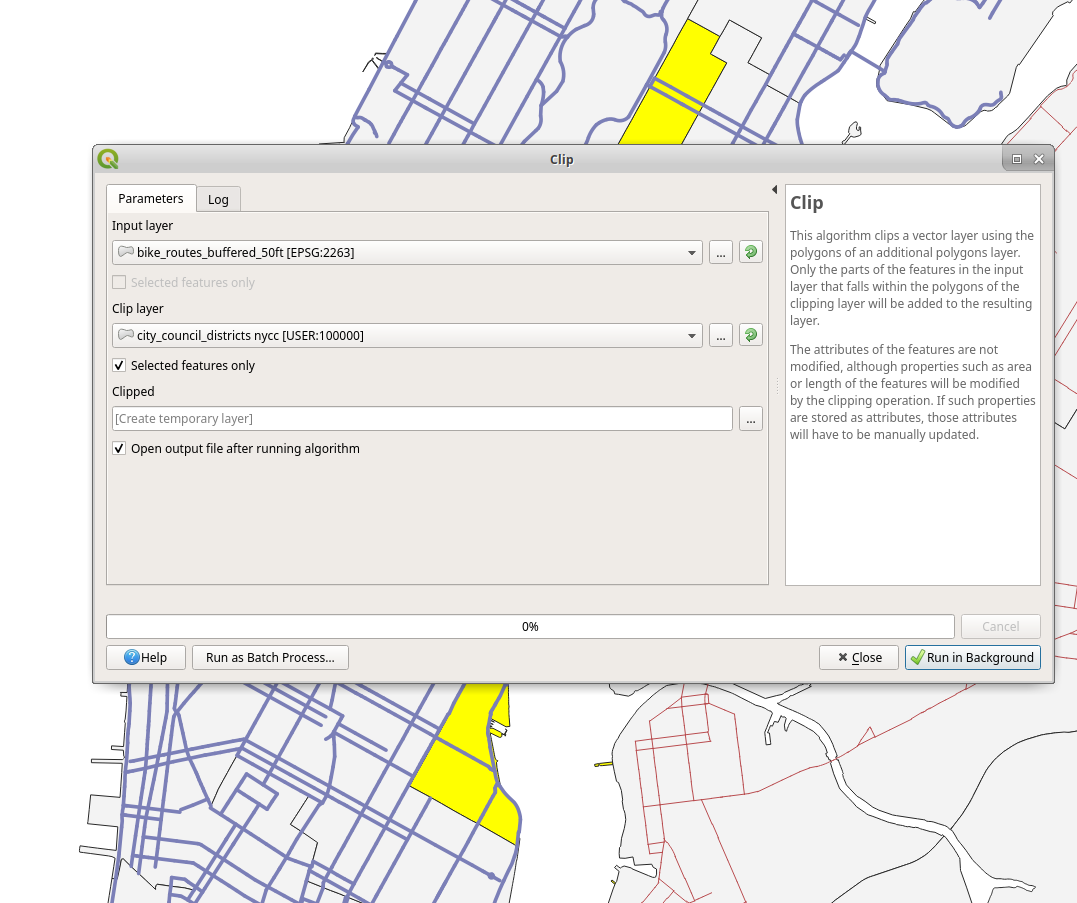 Clip
Parameters
Log
Input layer
bike_routes_buffered_50ft [EPSG:2263]
...
Selected features only
Clip layer
city_council_districts nycc [USER:100000]
...
Selected features only
Clipped
[Create temporary layer]
...
Open output file after running algorithm
Clip
This algorithm clips a vector layer using the
polygons of an additional polygons layer.
Only the parts of the features in the input
layer that falls within the polygons of the
clipping layer will be added to the resulting
layer.
The attributes of the features are not
modified, although properties such as area
or length of the features will be modified
by the clipping operation. If such properties
are stored as attributes, those attributes
will have to be manually updated.
0%
Cancel
Help
Run as Batch Process...
Close
Run in Background